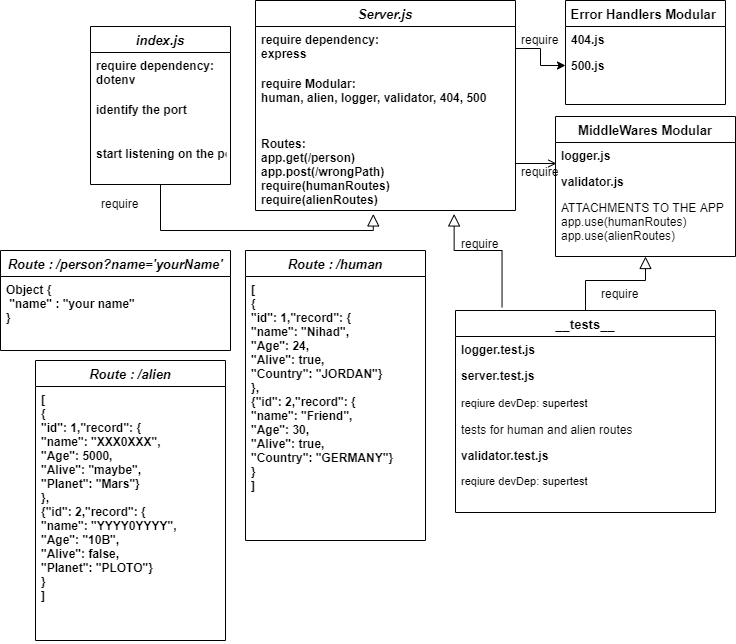 index.js
require dependency:
dotenv
identify the port
start listening on the
require
Server.js
require dependency:
express
require Modular:
human, alien, logger, validator, 404, 500
Routes:
app.get(/person)
app.post(/wrongPath)
require(humanRoutes)
require(alienRoutes)
require
Error Handlers Modular
404.js
500.js
require
MiddleWares Modular
logger.js
validator.js
ATTACHMENTS TO THE APP
app.use(humanRoutes)
app.use(alienRoutes)
require
require
__tests__
logger.test.js
server.test.js
reqiure devDep: supertest
tests for human and alien routes
validator.test.js
reqiure devDep: supertest
Route : /person?name='yourName'
Object {
"name" : "your name"
}
Route : /alien
[
{
"id": 1,"record": {
"name": "XXX0XXX",
"Age": 5000,
"Alive": "maybe",
"Planet": "Mars"}
},
{"id": 2,"record": {
"name": "YYYY0YYYY",
"Age": "10B",
"Alive": false,
"Planet": "PLOTO"}
}
]
Route : /human
[
{
"id": 1,"record": {
"name": "Nihad",
"Age": 24,
"Alive": true,
"Country": "JORDAN"}
},
{"id": 2,"record": {
"name": "Friend",
"Age": 30,
"Alive": true,
"Country": "GERMANY"}
}
]